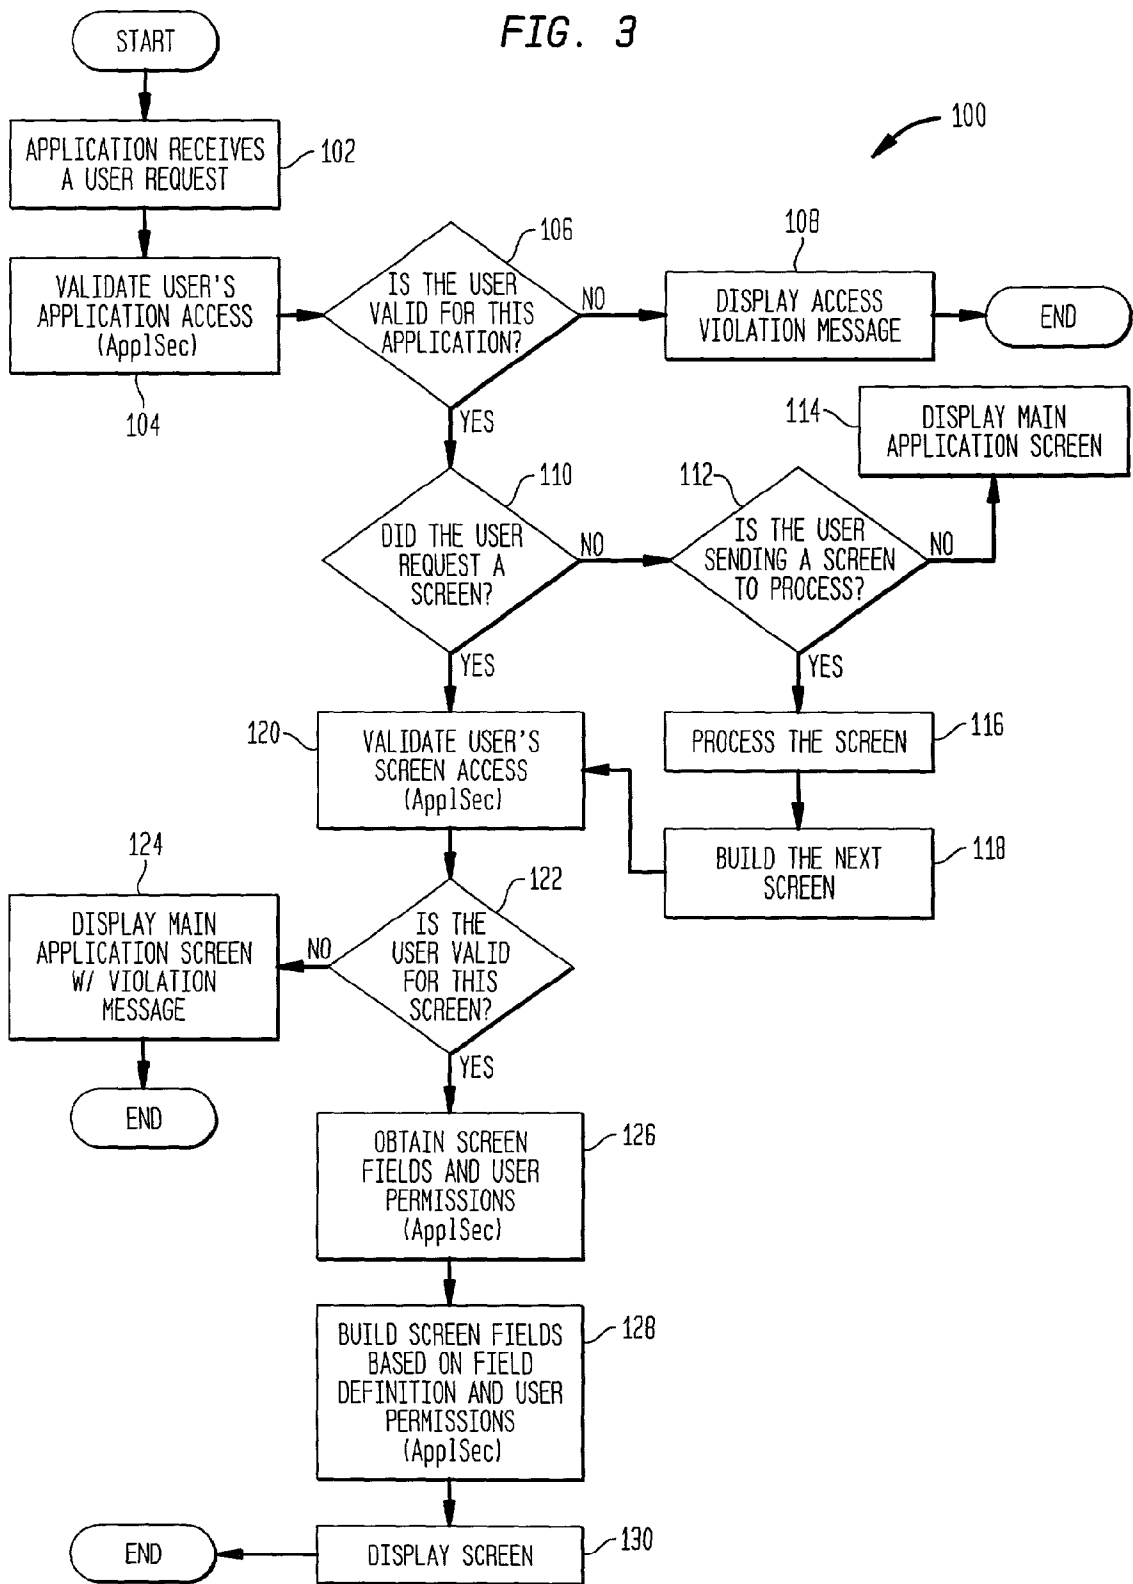 FIG. 3
START
100
APPLICATION RECEIVES
A USER REQUEST
102
VALIDATE USER'S
APPLICATION ACCESS
(ApplSec)
104
106
IS THE USER
VALID FOR THIS
APPLICATION?
NO
YES
108
DISPLAY ACCESS
VIOLATION MESSAGE
END
110
DID THE USER
REQUEST A
SCREEN?
NO
YES
112
IS THE USER
SENDING A SCREEN
TO PROCESS?
NO
YES
114
DISPLAY MAIN
APPLICATION SCREEN
PROCESS THE SCREEN
116
BUILD THE NEXT
SCREEN
118
120
VALIDATE USER'S
SCREEN ACCESS
(ApplSec)
122
IS THE
USER VALID
FOR THIS
SCREEN?
NO
YES
124
DISPLAY MAIN
APPLICATION SCREEN
W/ VIOLATION
MESSAGE
END
OBTAIN SCREEN
FIELDS AND USER
PERMISSIONS
(ApplSec)
126
BUILD SCREEN FIELDS
BASED ON FIELD
DEFINITION AND USER
PERMISSIONS
(ApplSec)
128
DISPLAY SCREEN
130
END